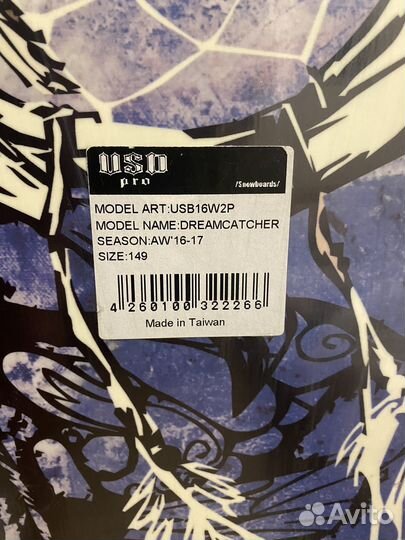 USD
pro
/Snowboards/
MODEL ART:USB16W2P
MODEL NAME:DREAMCATCHER
SEASON:AW'16-17
SIZE:149
4 260100 322266
Made in Taiwan
Avito